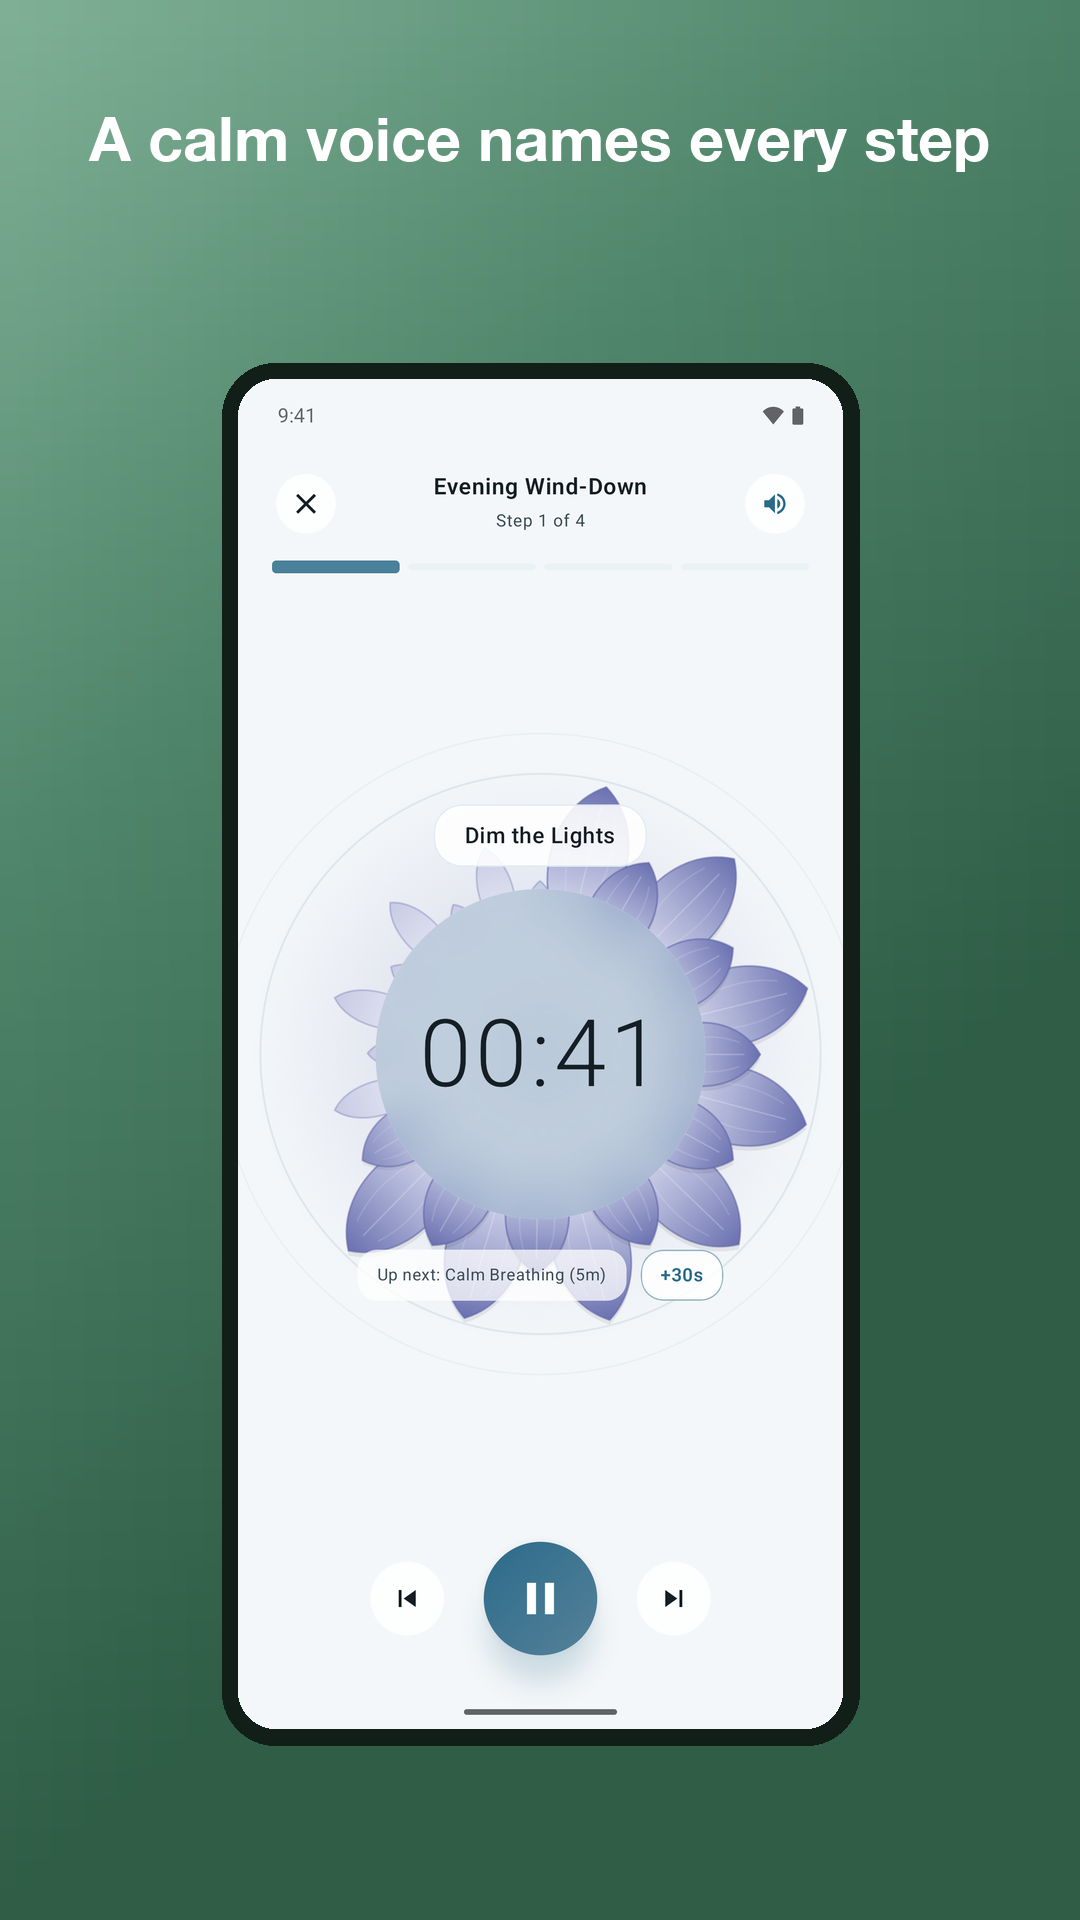 A calm voice names every step
9:41
Evening Wind-Down
Step 1 of 4
Dim the Lights
00:41
Up next: Calm Breathing (5m)
+30s